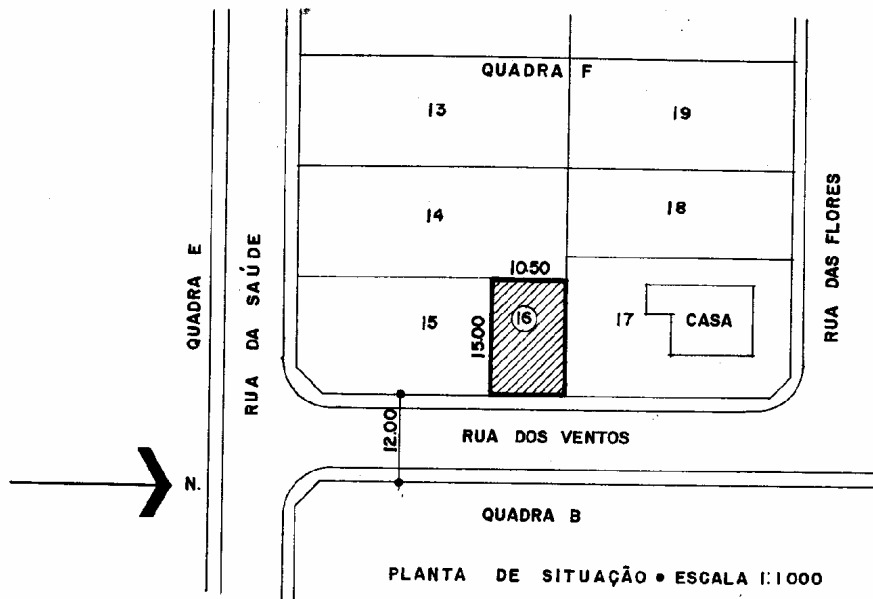 15
QUADRA F
13
19
14
18
QUADRA E
RUA DA SAÚDE
RUA DAS FLORES
10.50
15
15.00
16
17
CASA
12.00
RUA DOS VENTOS
N.
QUADRA B
PLANTA DE SITUAÇÃO • ESCALA 1:1000